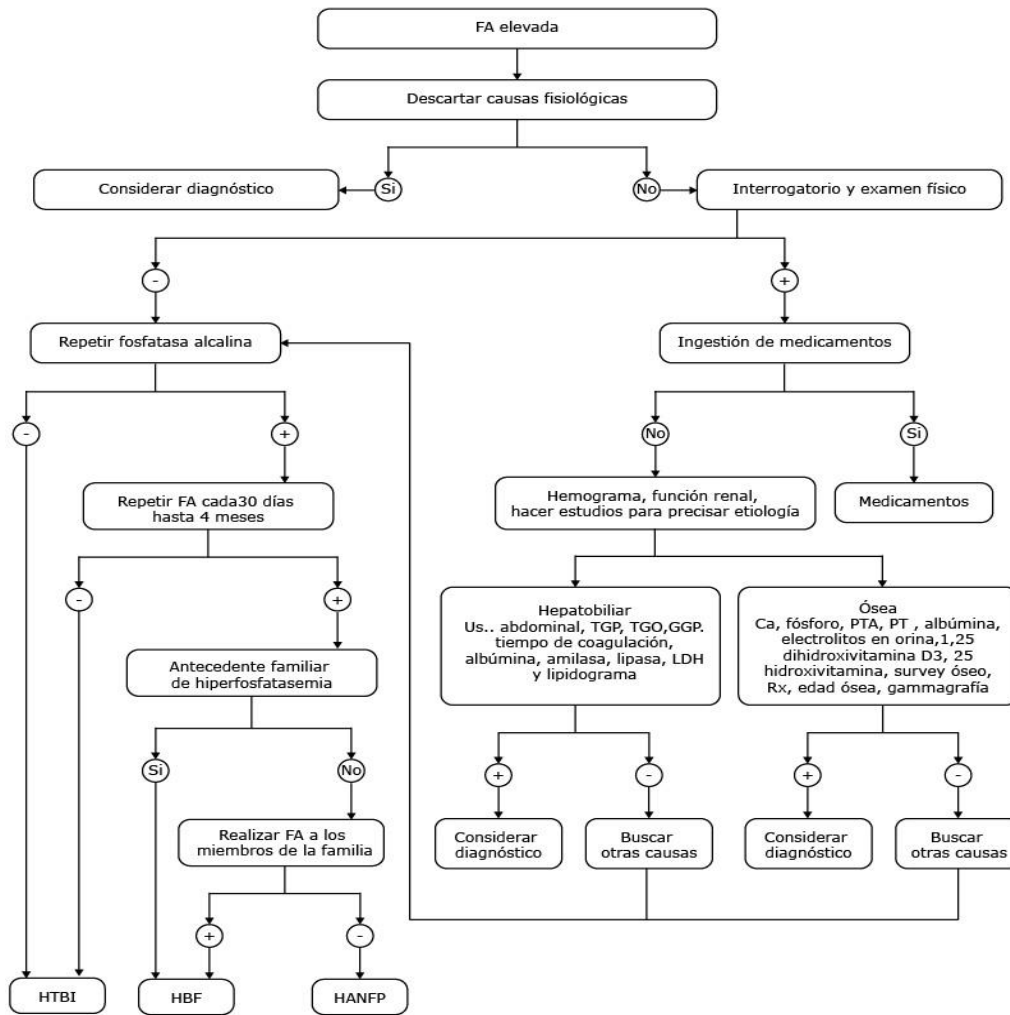 FA elevada
Descartar causas fisiológicas
Considerar diagnóstico
Si
No
Interrogatorio y examen físico
-
+
Repetir fosfatasa alcalina
Ingestión de medicamentos
-
+
No
Si
Repetir FA cada30 días
hasta 4 meses
Hemograma, función renal,
hacer estudios para precisar etiología
Medicamentos
-
+
Hepatobiliar
Us.. abdominal, TGP, TGO,GGP.
tiempo de coagulación,
albúmina, amilasa, lipasa, LDH
y lipidograma
Ósea
Ca, fósforo, PTA, PT , albúmina,
electrolitos en orina,1,25
dihidroxivitamina D3, 25
hidroxivitamina, survey óseo,
Rx, edad ósea, gammagrafía
Antecedente familiar
de hiperfosfatasemia
Si
No
+
-
+
-
Realizar FA a los
miembros de la familia
Considerar
diagnóstico
Buscar
otras causas
Considerar
diagnóstico
Buscar
otras causas
+
-
HTBI
HBF
HANFP